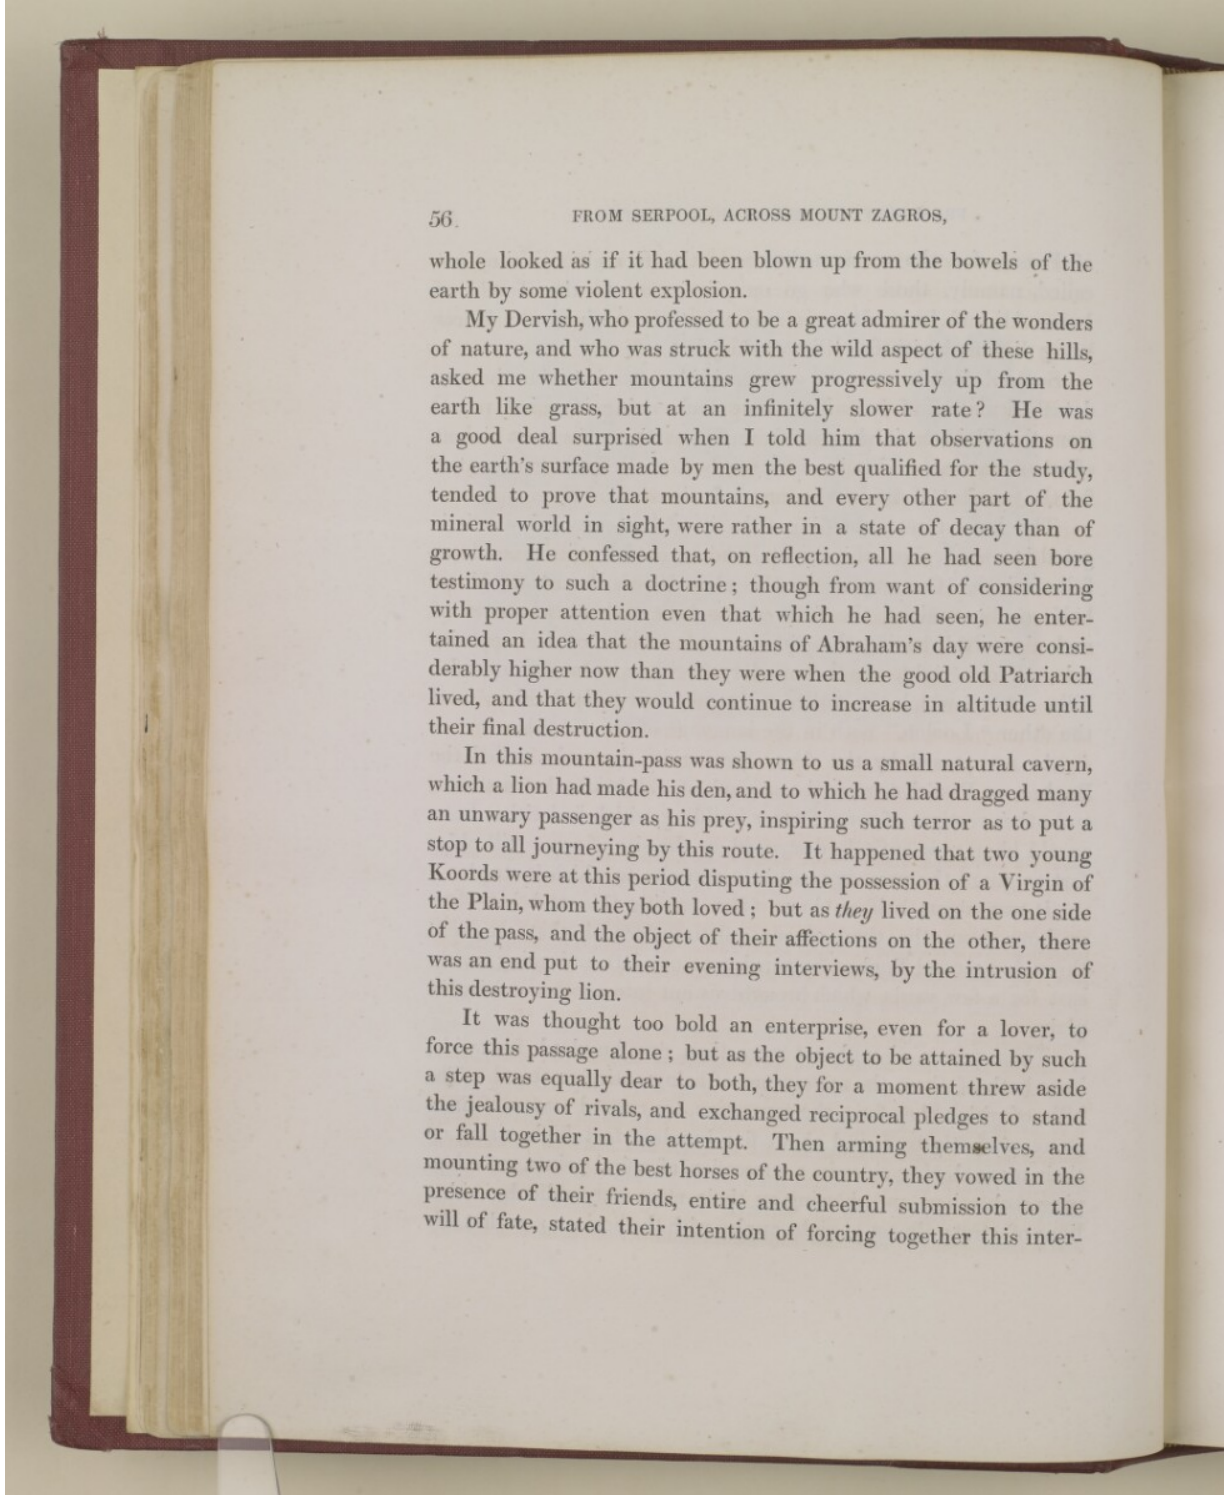 56. FROM SERPOOL, ACROSS MOUNT ZAGROS,
whole looked as if it had been blown up from the bowels of the
earth by some violent explosion.
My Dervish, who professed to be a great admirer of the wonders
of nature, and who was struck with the wild aspect of these hills,
asked me whether mountains grew progressively up from the
earth like grass, but at an infinitely slower rate? He was
a good deal surprised when I told him that observations on
the earth's surface made by men the best qualified for the study,
tended to prove that mountains, and every other part of the
mineral world in sight, were rather in a state of decay than of
growth. He confessed that, on reflection, all he had seen bore
testimony to such a doctrine; though from want of considering
with proper attention even that which he had seen, he enter-
tained an idea that the mountains of Abraham's day were consi-
derably higher now than they were when the good old Patriarch
lived, and that they would continue to increase in altitude until
their final destruction.
In this mountain-pass was shown to us a small natural cavern,
which a lion had made his den, and to which he had dragged many
an unwary passenger as his prey, inspiring such terror as to put a
stop to all journeying by this route. It happened that two young
Koords were at this period disputing the possession of a Virgin of
the Plain, whom they both loved; but as they lived on the one side
of the pass, and the object of their affections on the other, there
was an end put to their evening interviews, by the intrusion of
this destroying lion.
It was thought too bold an enterprise, even for a lover, to
force this passage alone; but as the object to be attained by such
a step was equally dear to both, they for a moment threw aside
the jealousy of rivals, and exchanged reciprocal pledges to stand
or fall together in the attempt. Then arming themselves, and
mounting two of the best horses of the country, they vowed in the
presence of their friends, entire and cheerful submission to the
will of fate, stated their intention of forcing together this inter-